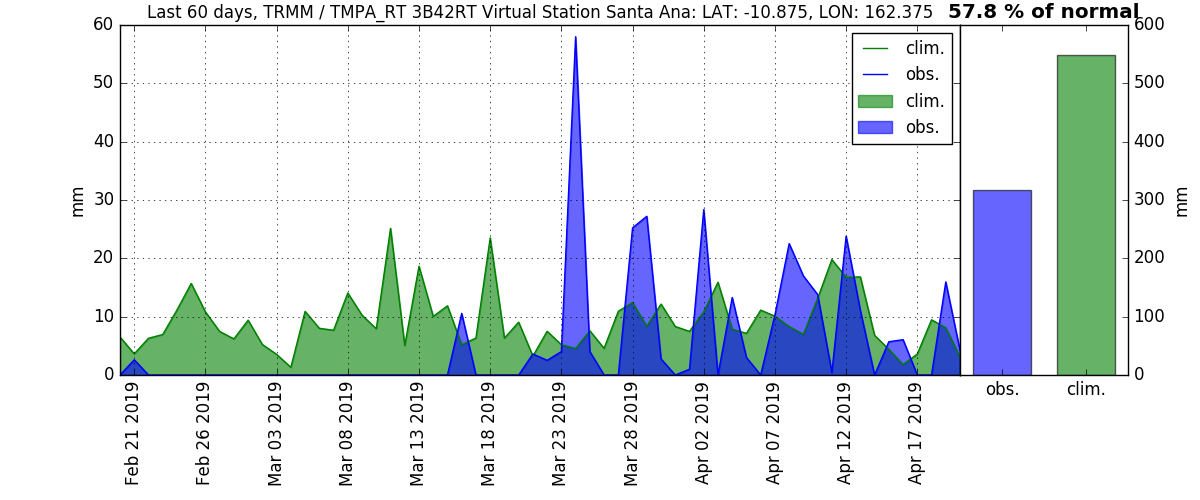 Last 60 days, TRMM / TMPA_RT 3B42RT Virtual Station Santa Ana: LAT: -10.875, LON: 162.375
57.8 % of normal
60
50
40
30
20
10
0
mm
clim.
obs.
clim.
obs.
600
500
400
300
200
100
0
mm
obs.
clim.
Feb 21 2019
Feb 26 2019
Mar 03 2019
Mar 08 2019
Mar 13 2019
Mar 18 2019
Mar 23 2019
Mar 28 2019
Apr 02 2019
Apr 07 2019
Apr 12 2019
Apr 17 2019